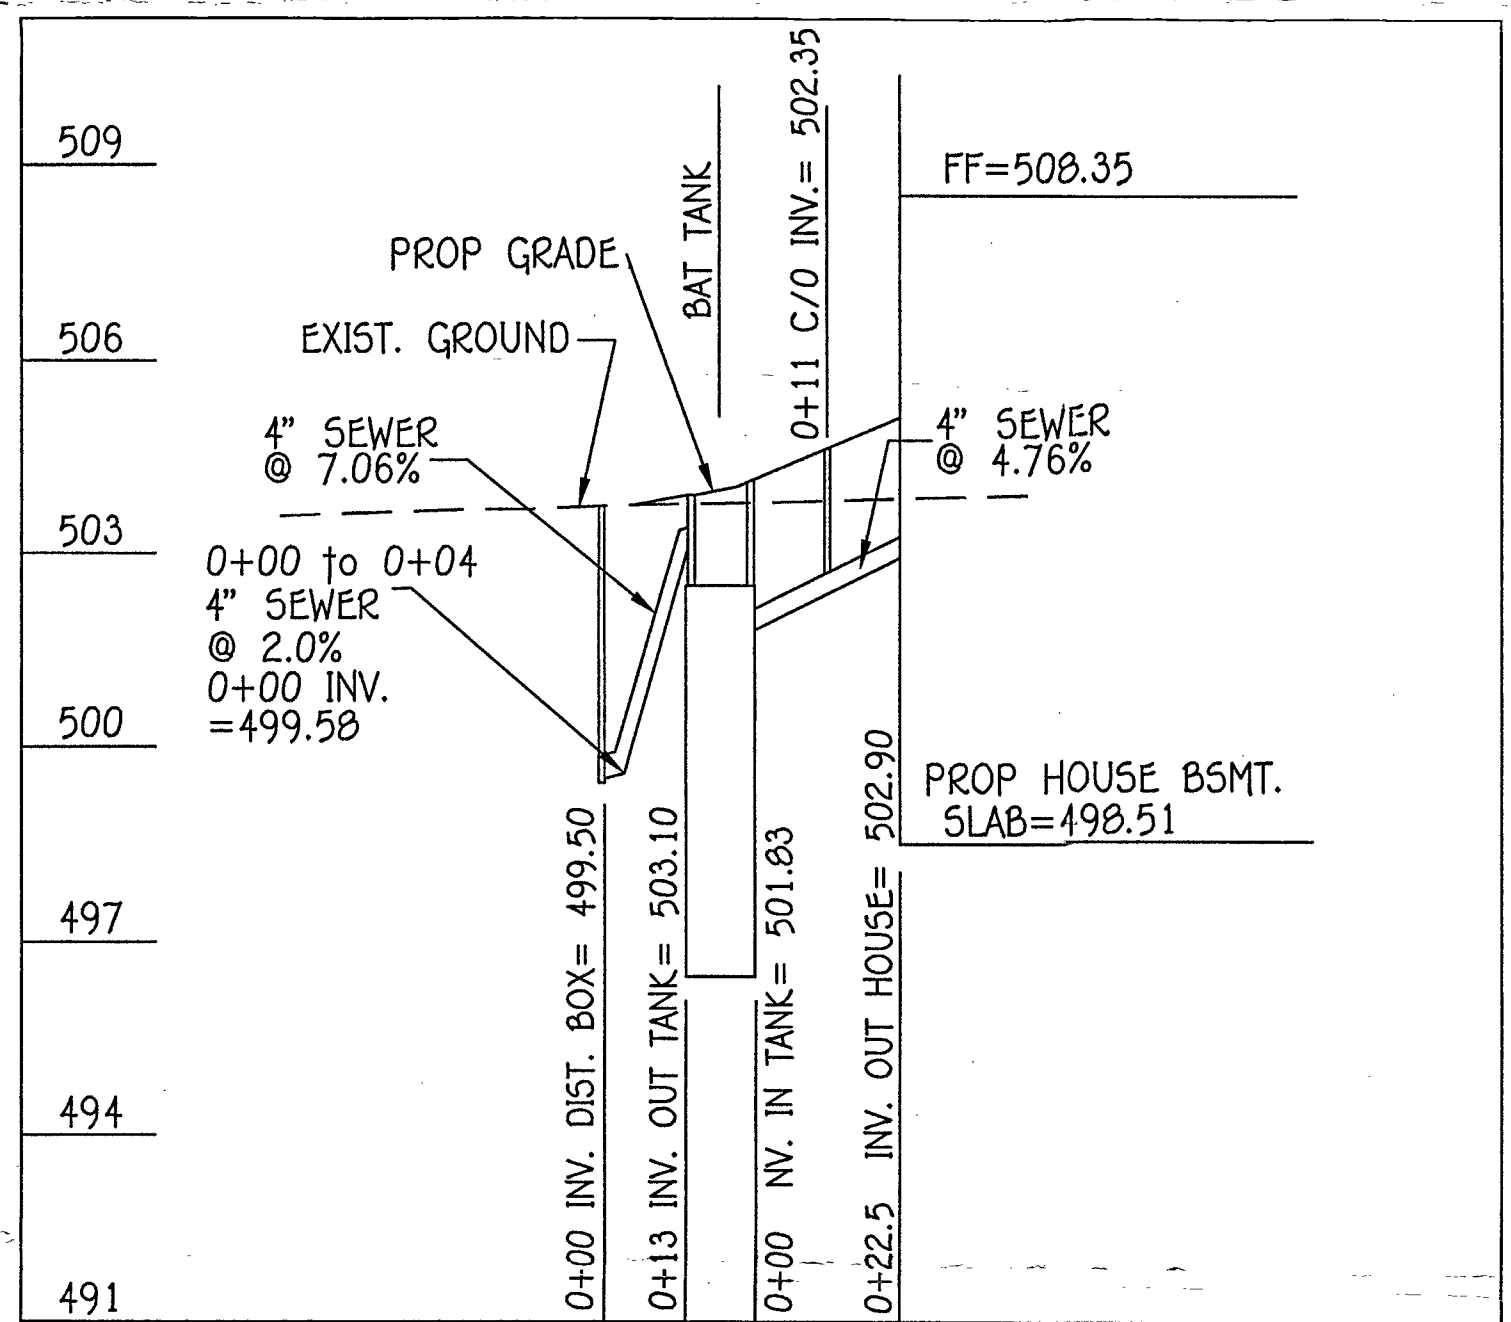 509
506
503
500
497
494
491
PROP GRADE
EXIST. GROUND
4" SEWER
@ 7.06%
0+00 to 0+04
4" SEWER
@ 2.0%
0+00 INV.
=499.58
BAT TANK
0+11 C/O INV.= 502.35
FF=508.35
4" SEWER
@ 4.76%
PROP HOUSE BSMT.
SLAB=498.51
0+00 INV. DIST. BOX= 499.50
0+13 INV. OUT TANK= 503.10
0+00 NV. IN TANK= 501.83
0+22.5 INV. OUT HOUSE= 502.90